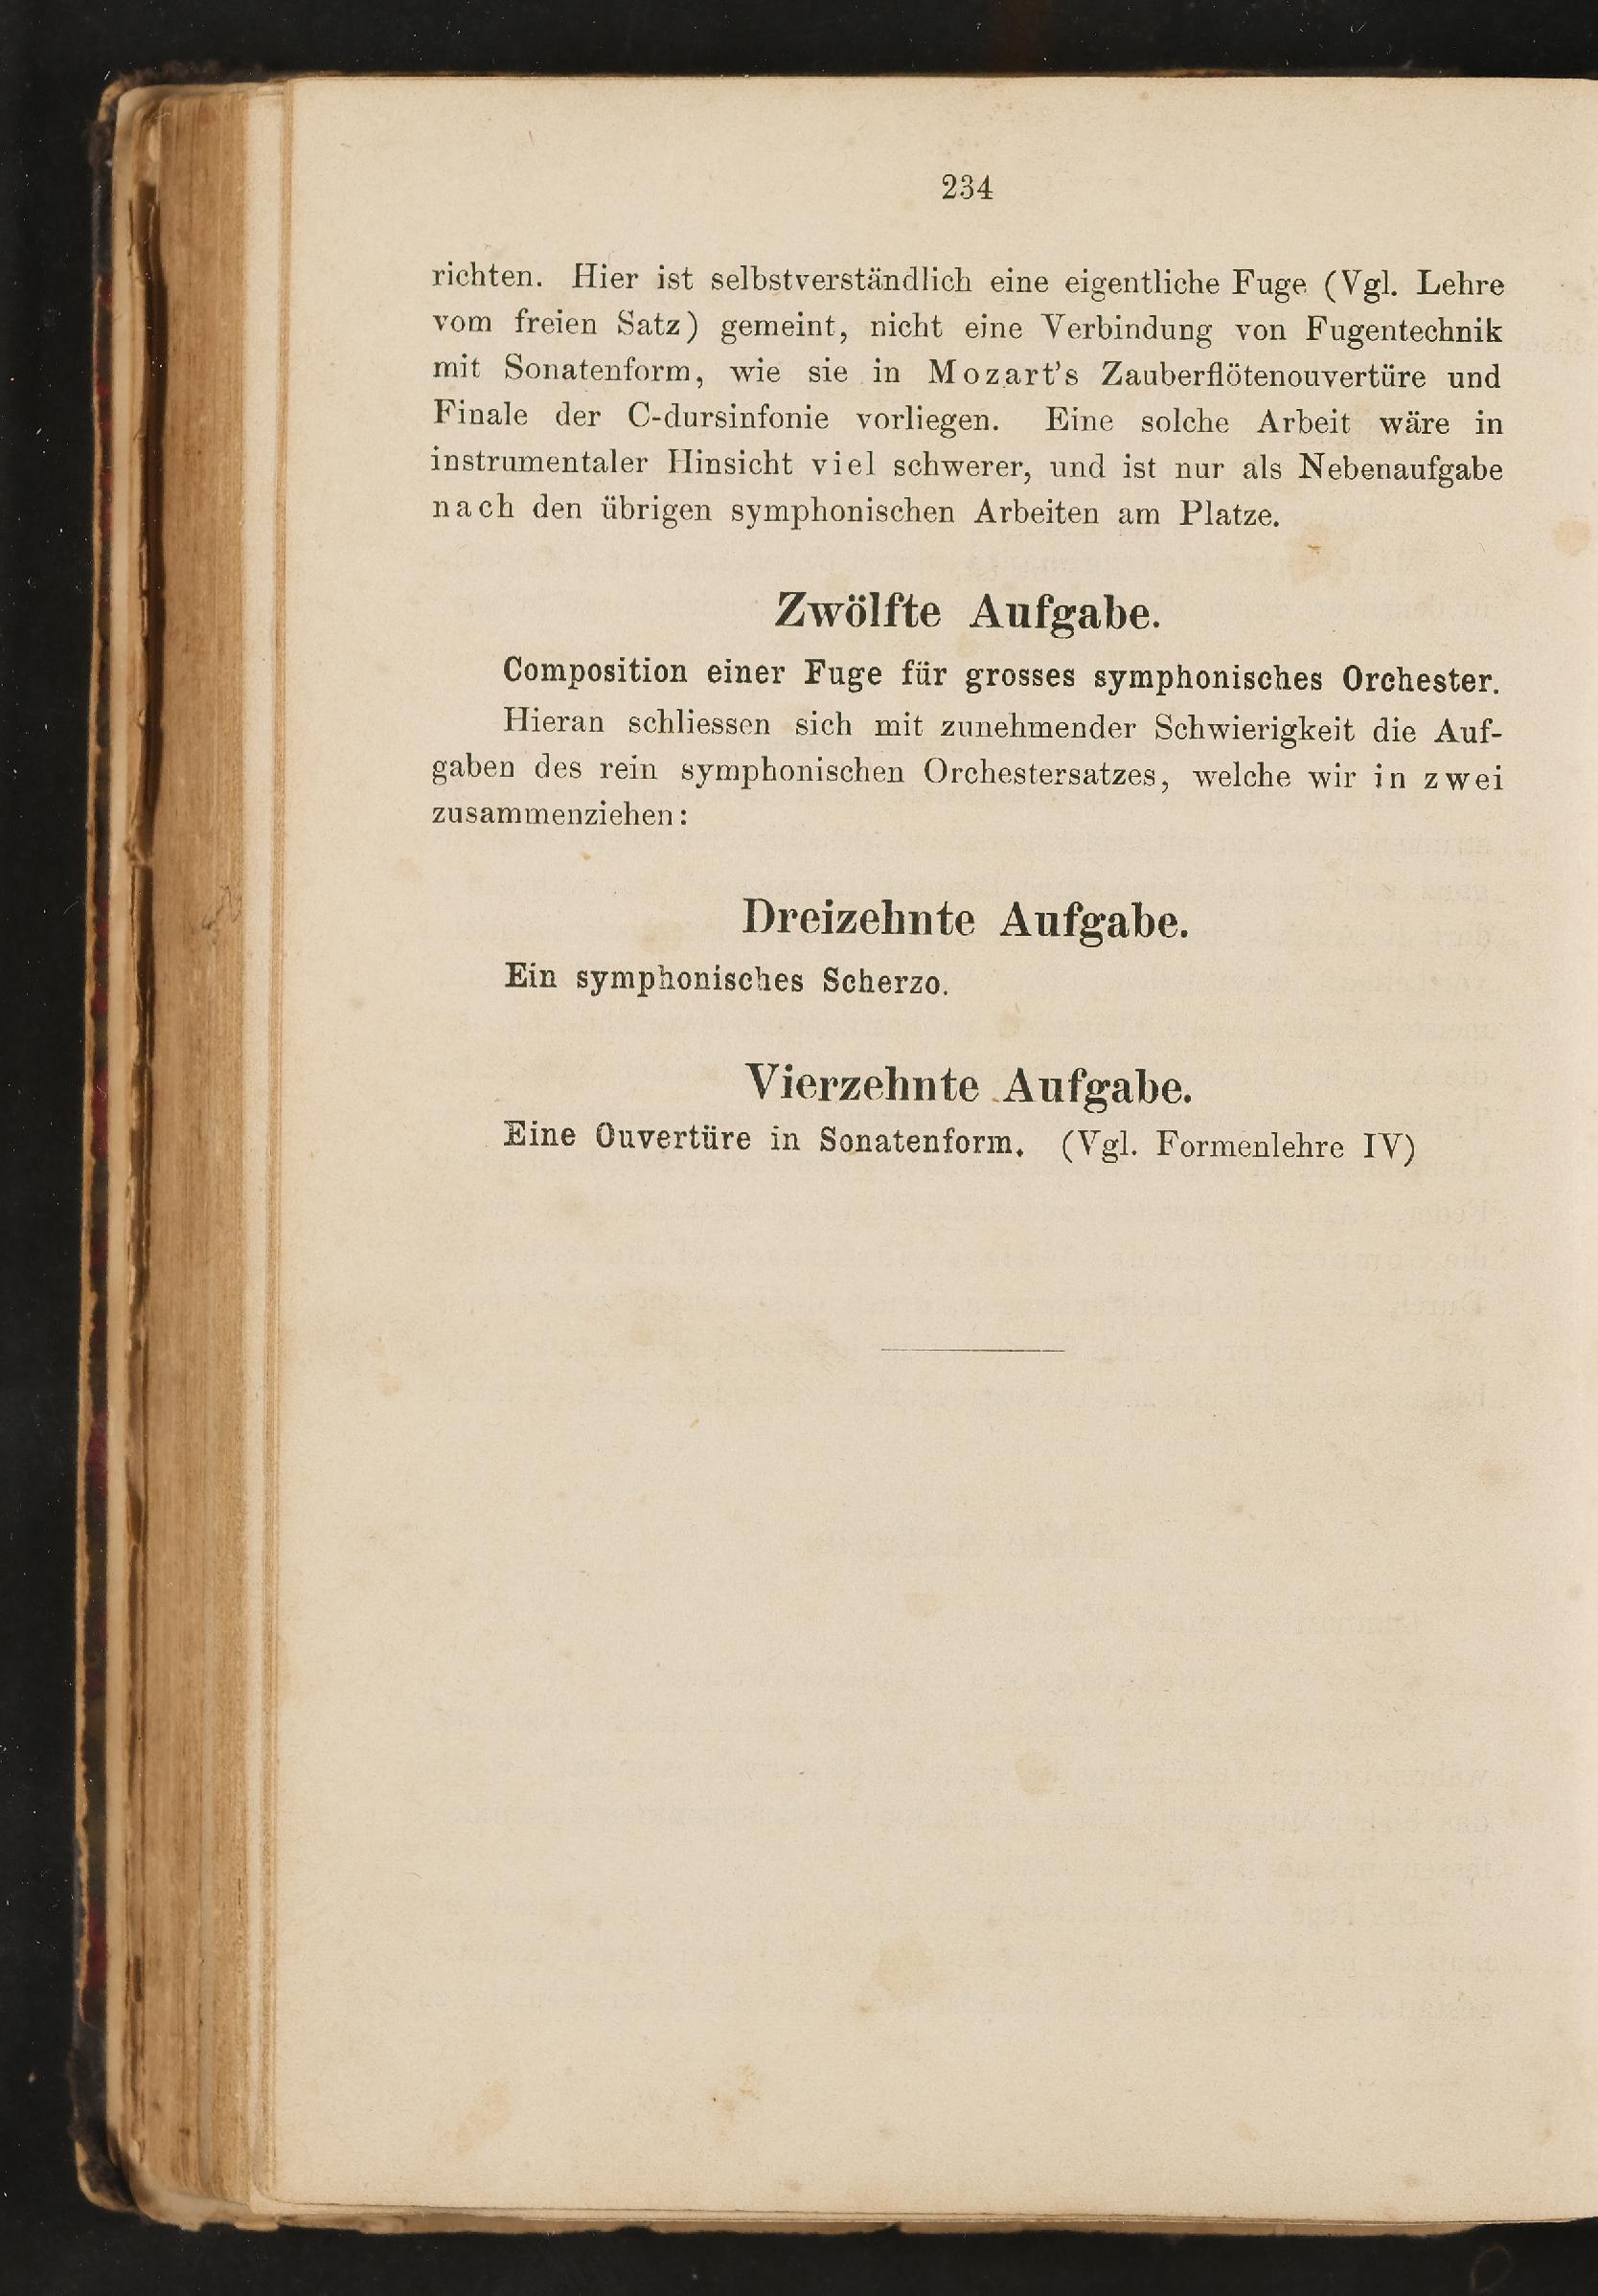 234
richten. Hier ist selbstverständlich eine eigentliche Fuge (Vgl. Lehre
vom freien Satz) gemeint, nicht eine Verbindung von Fugentechnik
mit Sonatenform, wie sie in Mozart's Zauberflötenouvertüre und
Finale der C-dursinfonie vorliegen. Eine solche Arbeit wäre in
instrumentaler Hinsicht viel schwerer, und ist nur als Nebenaufgabe
nach den übrigen symphonischen Arbeiten am Platze.
Zwölfte Aufgabe.
Composition einer Fuge für grosses symphonisches Orchester.
Hieran schliessen sich mit zunehmender Schwierigkeit die Auf-
gaben des rein symphonischen Orchestersatzes, welche wir in zwei
zusammenziehen:
Dreizehnte Aufgabe.
Ein symphonisches Scherzo.
Vierzehnte Aufgabe.
Eine Ouvertüre in Sonatenform. (Vgl. Formenlehre IV)